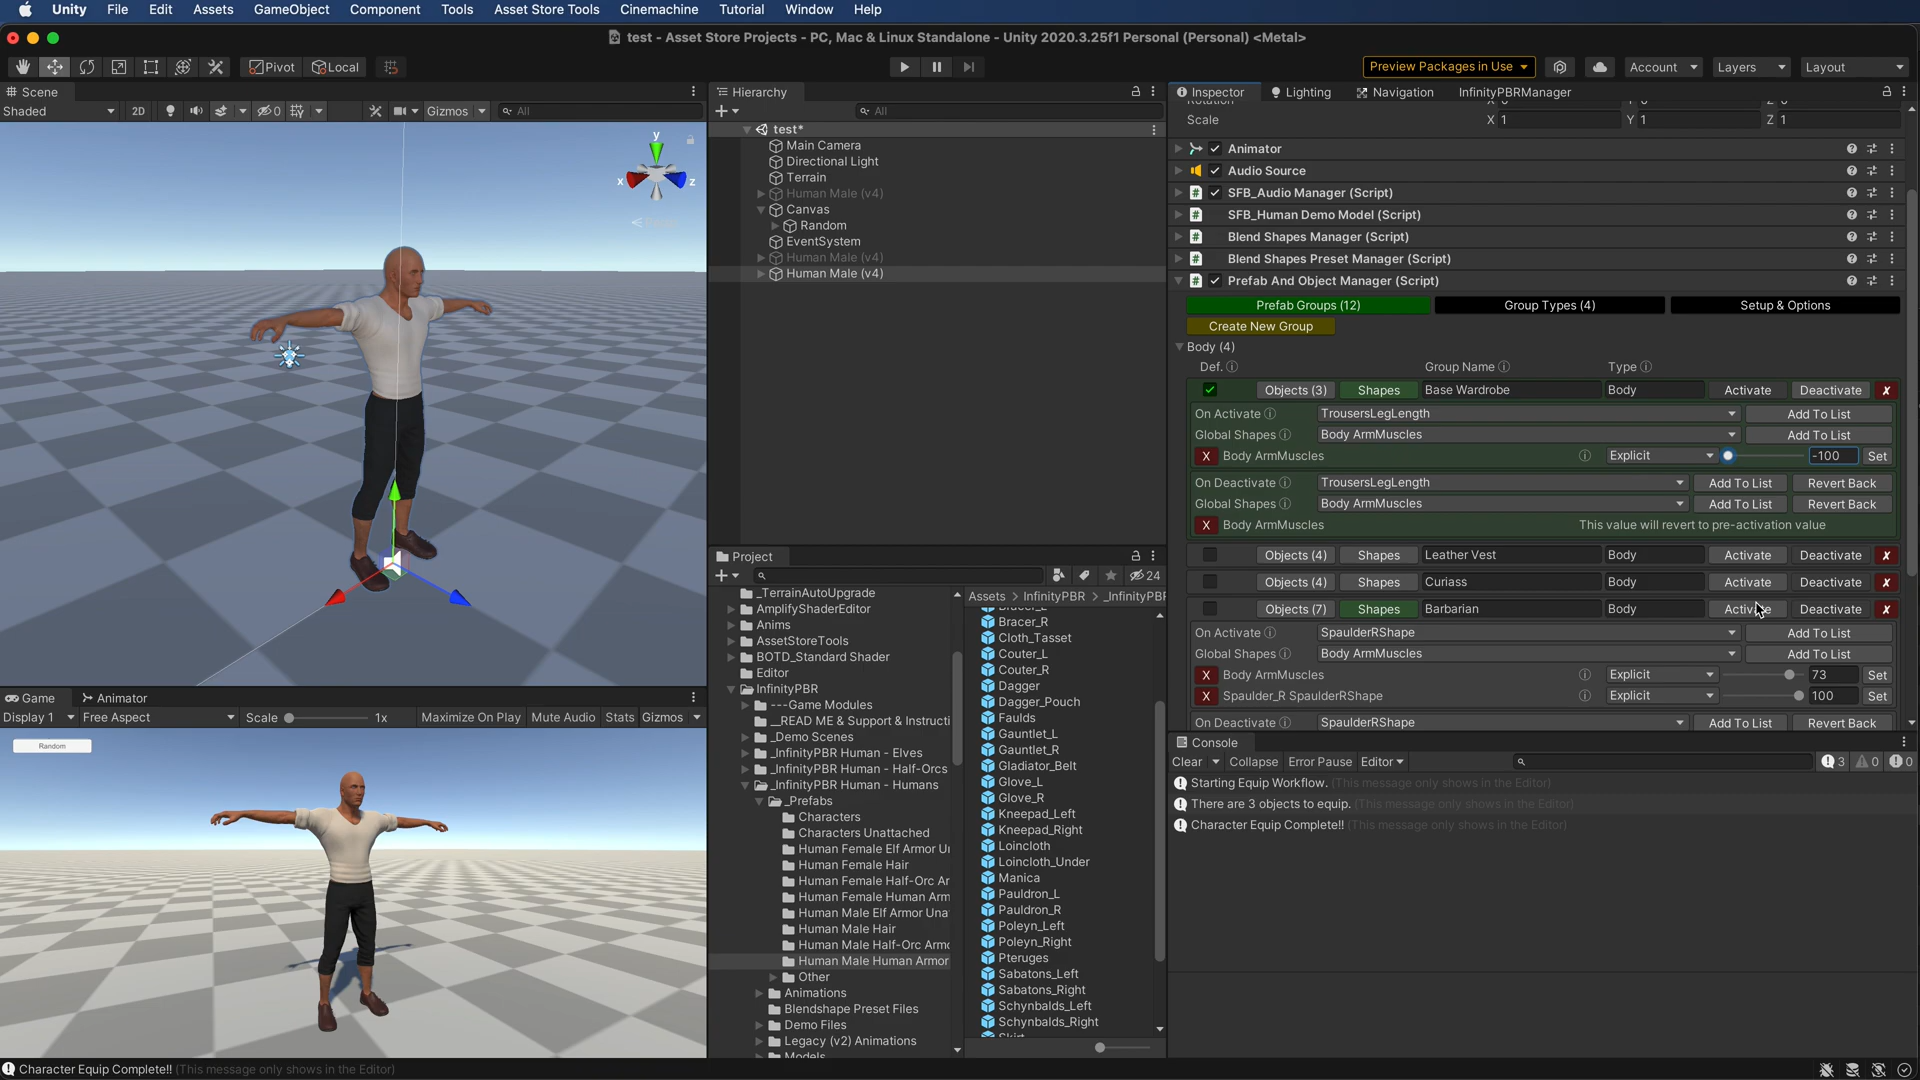 Unity File Edit Assets GameObject Component Tools Asset Store Tools Cinemachine Tutorial Window Help
test - Asset Store Projects - PC, Mac & Linux Standalone - Unity 2020.3.25f1 Personal (Personal) <Metal>
Pivot Local Preview Packages in Use Account Layers Layout
Scene
Shaded 2D Gizmos All
y
x z
Hierarchy
All
test*
Main Camera
Directional Light
Terrain
Human Male (v4)
Canvas
Random
EventSystem
Human Male (v4)
Human Male (v4)
Inspector Lighting Navigation InfinityPBRManager
Scale X 1 Y 1 Z 1
Animator
Audio Source
SFB_Audio Manager (Script)
SFB_Human Demo Model (Script)
Blend Shapes Manager (Script)
Blend Shapes Preset Manager (Script)
Prefab And Object Manager (Script)
Prefab Groups (12) Group Types (4) Setup & Options
Create New Group
Body (4)
Def. Group Name Type
Objects (3) Shapes Base Wardrobe Body Activate Deactivate X
On Activate TrousersLegLength Add To List
Global Shapes Body ArmMuscles Add To List
X Body ArmMuscles Explicit -100 Set
On Deactivate TrousersLegLength Add To List Revert Back
Global Shapes Body ArmMuscles Add To List Revert Back
X Body ArmMuscles This value will revert to pre-activation value
Objects (4) Shapes Leather Vest Body Activate Deactivate X
Objects (4) Shapes Curiass Body Activate Deactivate X
Objects (7) Shapes Barbarian Body Activate Deactivate X
On Activate SpaulderRShape Add To List
Global Shapes Body ArmMuscles Add To List
X Body ArmMuscles Explicit 73 Set
X Spaulder_R SpaulderRShape Explicit 100 Set
On Deactivate SpaulderRShape Add To List Revert Back
Project
24
_TerrainAutoUpgrade
AmplifyShaderEditor
Anims
AssetStoreTools
BOTD_Standard Shader
Editor
InfinityPBR
---Game Modules
__READ ME & Support & Instructi
_Demo Scenes
_InfinityPBR Human - Elves
_InfinityPBR Human - Half-Orcs
_InfinityPBR Human - Humans
_Prefabs
Characters
Characters Unattached
Human Female Elf Armor Ur
Human Female Hair
Human Female Half-Orc Ar
Human Female Human Arm
Human Male Elf Armor Una
Human Male Hair
Human Male Half-Orc Armo
Human Male Human Armor
Other
Animations
Blendshape Preset Files
Demo Files
Legacy (v2) Animations
Models
Assets > InfinityPBR > _InfinityPBR
Bracer_L
Bracer_R
Cloth_Tasset
Couter_L
Couter_R
Dagger
Dagger_Pouch
Faulds
Gauntlet_L
Gauntlet_R
Gladiator_Belt
Glove_L
Glove_R
Kneepad_Left
Kneepad_Right
Loincloth
Loincloth_Under
Manica
Pauldron_L
Pauldron_R
Poleyn_Left
Poleyn_Right
Pteruges
Sabatons_Left
Sabatons_Right
Schynbalds_Left
Schynbalds_Right
Game Animator
Display 1 Free Aspect Scale 1x Maximize On Play Mute Audio Stats Gizmos
Random
Console
Clear Collapse Error Pause Editor 3 0 0
Starting Equip Workflow. (This message only shows in the Editor)
There are 3 objects to equip. (This message only shows in the Editor)
Character Equip Complete!! (This message only shows in the Editor)
Character Equip Complete!! (This message only shows in the Editor)